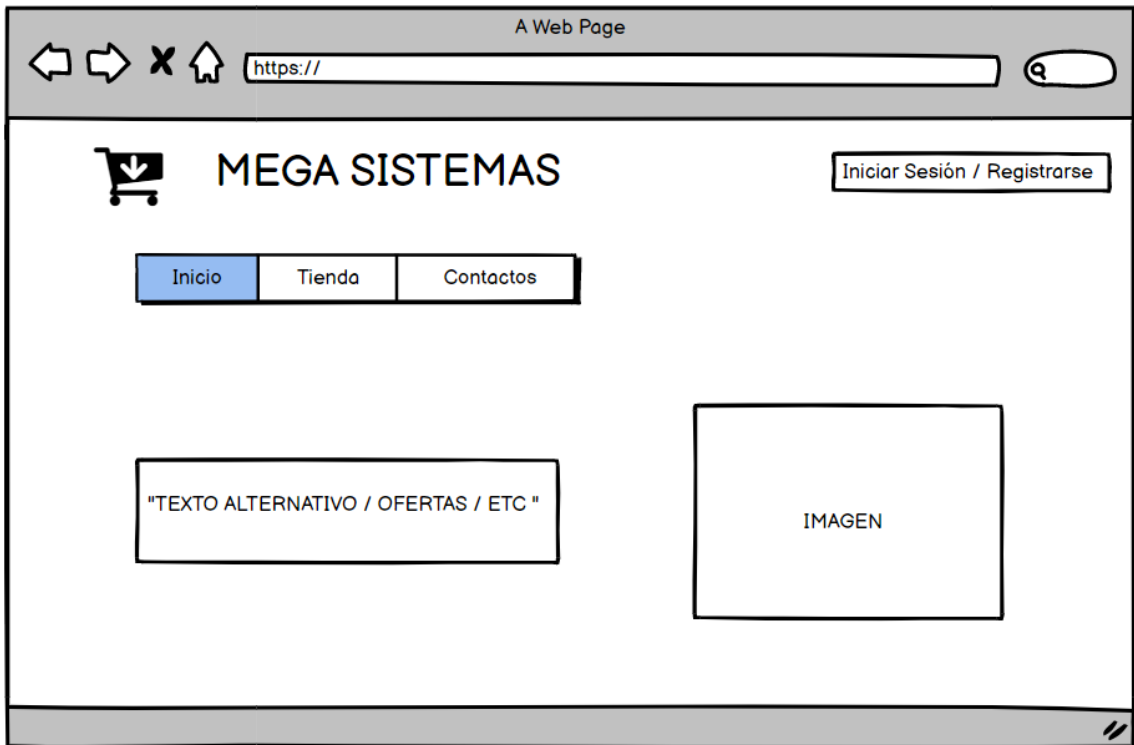 A Web Page
https://
MEGA SISTEMAS
Iniciar Sesión / Registrarse
Inicio
Tienda
Contactos
"TEXTO ALTERNATIVO / OFERTAS / ETC "
IMAGEN